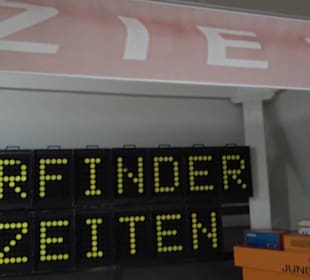 ZIE
RFINDER
ZEITEN
JUNG